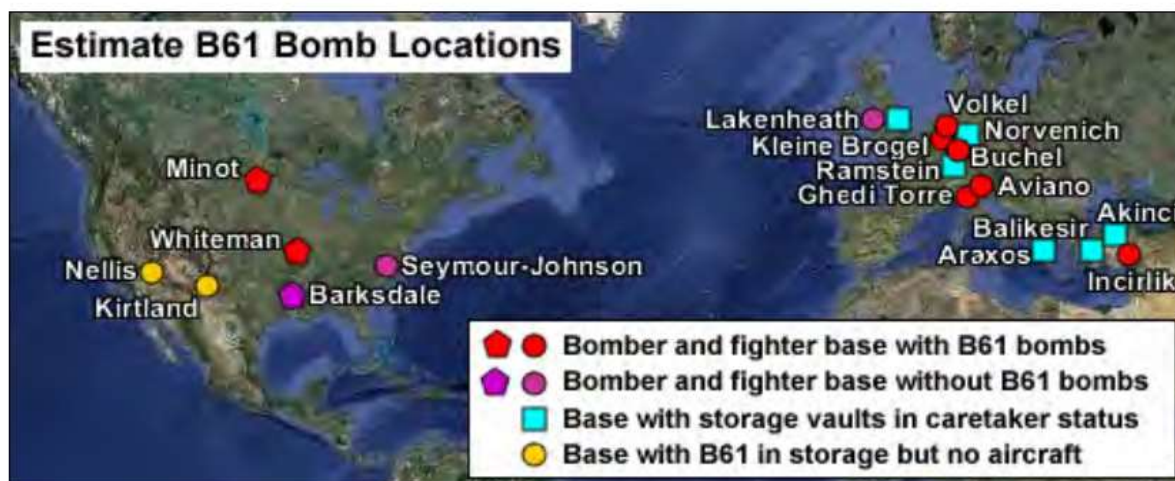 Estimate B61 Bomb Locations
Minot
Whiteman
Nellis
Kirtland
Barksdale
Seymour-Johnson
Lakenheath
Volkel
Norvenich
Kleine Brogel
Buchel
Ramstein
Aviano
Ghedi Torre
Akinci
Balikesir
Araxos
Incirlik
Bomber and fighter base with B61 bombs
Bomber and fighter base without B61 bombs
Base with storage vaults in caretaker status
Base with B61 in storage but no aircraft